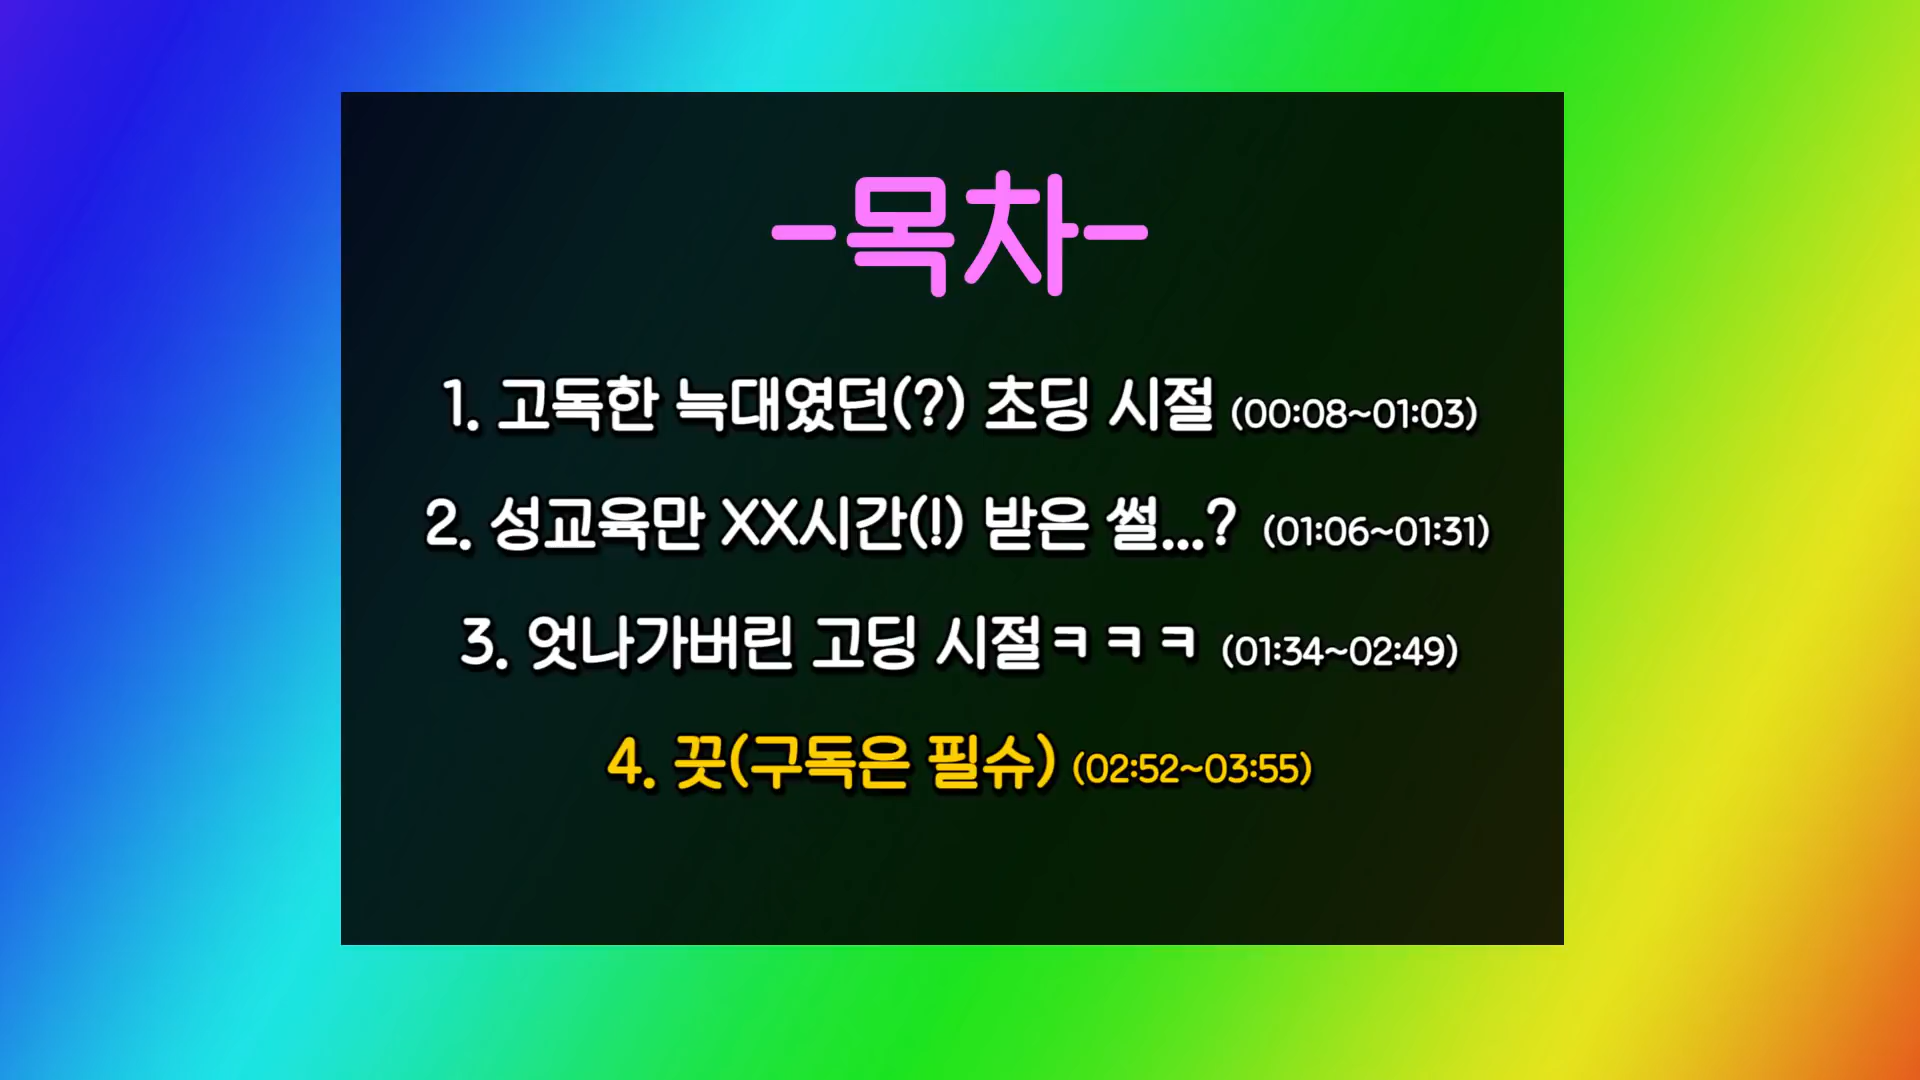 -목차-
1. 고독한 늑대였던(?) 초딩 시절 (00:08~01:03)
2. 성교육만 XX시간(!) 받은 썰...? (01:06~01:31)
3. 엇나가버린 고딩 시절ㅋㅋㅋ (01:34~02:49)
4. 끗(구독은 필슈) (02:52~03:55)